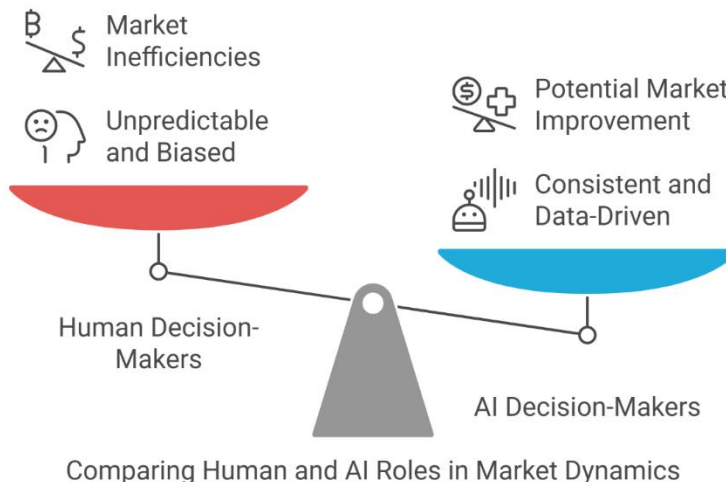 Market
Inefficiencies
Unpredictable
and Biased
Potential Market
Improvement
Consistent and
Data-Driven
Human Decision-
Makers
AI Decision-Makers
Comparing Human and AI Roles in Market Dynamics